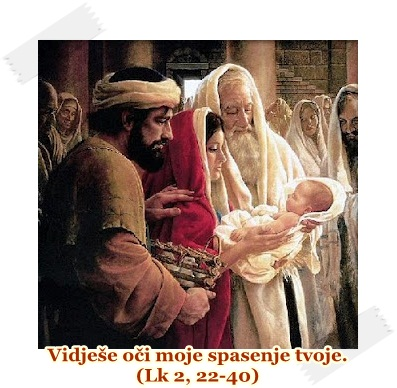 Vidješe oči moje spasenje tvoje.
(Lk 2, 22-40)